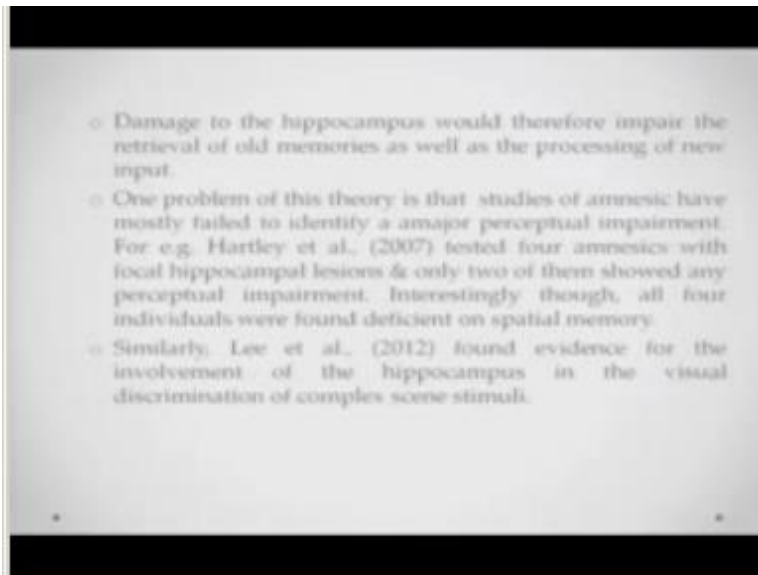 Damage to the hippocampus would therefore impair the
retrieval of old memories as well as the processing of new
input.
One problem of this theory is that studies of amnesic have
mostly failed to identify a amajor perceptual impairment.
For e.g. Hartley et al., (2007) tested four amnesics with
focal hippocampal lesions & only two of them showed any
perceptual impairment. Interestingly though, all four
individuals were found deficient on spatial memory.
Similarly, Lee et al., (2012) found evidence for the
involvement of the hippocampus in the visual
discrimination of complex scene stimuli.